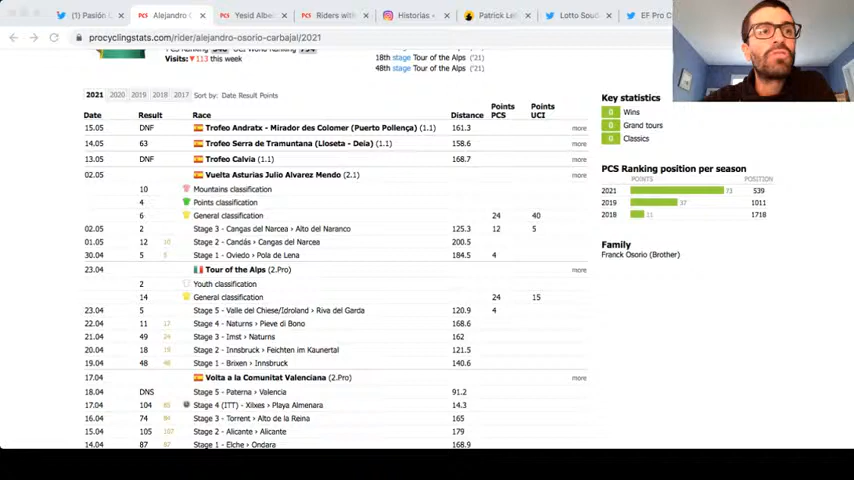 (1) Pasión
Alejandro C
Yesid Albe
Riders with
Historias
Patrick Le
Lotto Soud
EF Pro C
procyclingstats.com/rider/alejandro-osorio-carbajal/2021
Visits: ▼113 this week
18th stage Tour of the Alps ('21)
48th stage Tour of the Alps ('21)
2021 2020 2019 2018 2017 Sort by: Date Result Points
Date Result Race Distance Points PCS Points UCI
15.05 DNF Trofeo Andratx - Mirador des Colomer (Puerto Pollença) (1.1) 161.3 more
14.05 63 Trofeo Serra de Tramuntana (Lloseta - Deia) (1.1) 158.6 more
13.05 DNF Trofeo Calvia (1.1) 168.7 more
02.05 Vuelta Asturias Julio Alvarez Mendo (2.1) more
10 Mountains classification
4 Points classification
6 General classification 24 40
02.05 2 Stage 3 - Cangas del Narcea › Alto del Naranco 125.3 12 5
01.05 12 10 Stage 2 - Candás › Cangas del Narcea 200.5
30.04 5 5 Stage 1 - Oviedo › Pola de Lena 184.5 4
23.04 Tour of the Alps (2.Pro) more
2 Youth classification
14 General classification 24 15
23.04 5 Stage 5 - Valle del Chiese/Idroland › Riva del Garda 120.9 4
22.04 11 17 Stage 4 - Naturns › Pieve di Bono 168.6
21.04 49 24 Stage 3 - Imst › Naturns 162
20.04 18 19 Stage 2 - Innsbruck › Feichten im Kaunertal 121.5
19.04 48 48 Stage 1 - Brixen › Innsbruck 140.6
17.04 Volta a la Comunitat Valenciana (2.Pro) more
18.04 DNS Stage 5 - Paterna › Valencia 91.2
17.04 104 Stage 4 (ITT) - Xilxes › Playa Almenara 14.3
16.04 74 Stage 3 - Torrent › Alto de la Reina 165
15.04 105 107 Stage 2 - Alicante › Alicante 179
14.04 87 87 Stage 1 - Elche › Ondara 168.9
Key statistics
0 Wins
0 Grand tours
0 Classics
PCS Ranking position per season
POINTS POSITION
2021 73 539
2019 37 1011
2018 11 1718
Family
Franck Osorio (Brother)